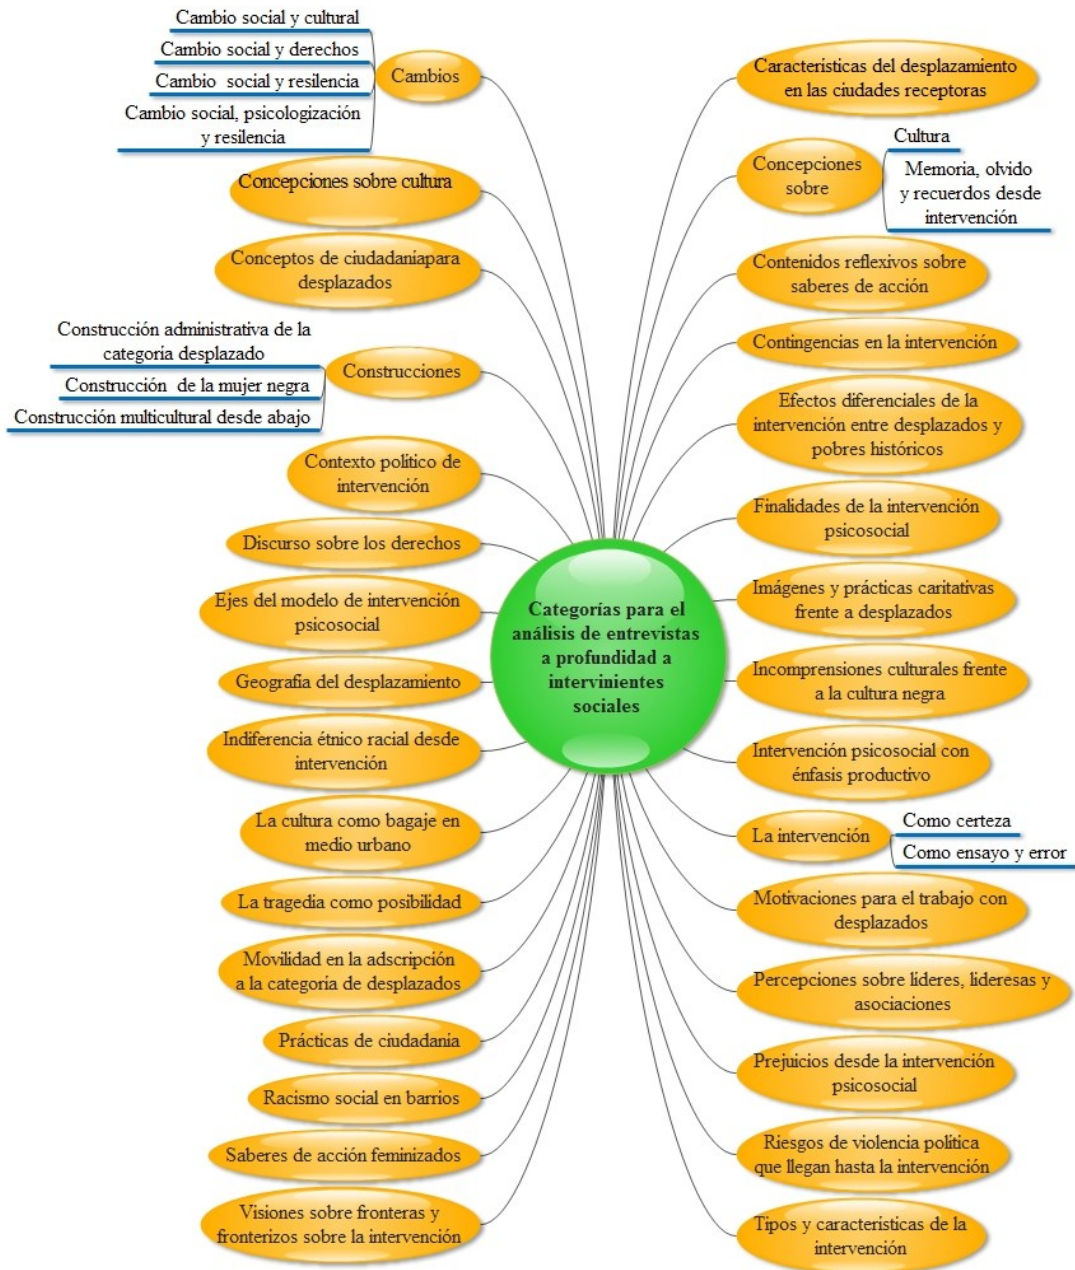 Cambio social y cultural
Cambio social y derechos
Cambio social y resilencia
Cambio social, psicologización
y resilencia
Cambios
Concepciones sobre cultura
Conceptos de ciudadaníapara
desplazados
Construcción administrativa de la
categoría desplazado
Construcción de la mujer negra
Construcción multicultural desde abajo
Construcciones
Contexto político de
intervención
Discurso sobre los derechos
Ejes del modelo de intervención
psicosocial
Geografía del desplazamiento
Indiferencia étnico racial desde
intervención
La cultura como bagaje en
medio urbano
La tragedia como posibilidad
Movilidad en la adscripción
a la categoría de desplazados
Prácticas de ciudadanía
Racismo social en barrios
Saberes de acción feminizados
Visiones sobre fronteras y
fronterizos sobre la intervención
Categorías para el
análisis de entrevistas
a profundidad a
intervinientes
sociales
Características del desplazamiento
en las ciudades receptoras
Concepciones
sobre
Cultura
Memoria, olvido
y recuerdos desde
intervención
Contenidos reflexivos sobre
saberes de acción
Contingencias en la intervención
Efectos diferenciales de la
intervención entre desplazados y
pobres históricos
Finalidades de la intervención
psicosocial
Imágenes y prácticas caritativas
frente a desplazados
Incomprensiones culturales frente
a la cultura negra
Intervención psicosocial con
énfasis productivo
La intervención
Como certeza
Como ensayo y error
Motivaciones para el trabajo con
desplazados
Percepciones sobre líderes, lideresas y
asociaciones
Prejuicios desde la intervención
psicosocial
Riesgos de violencia política
que llegan hasta la intervención
Tipos y características de la
intervención